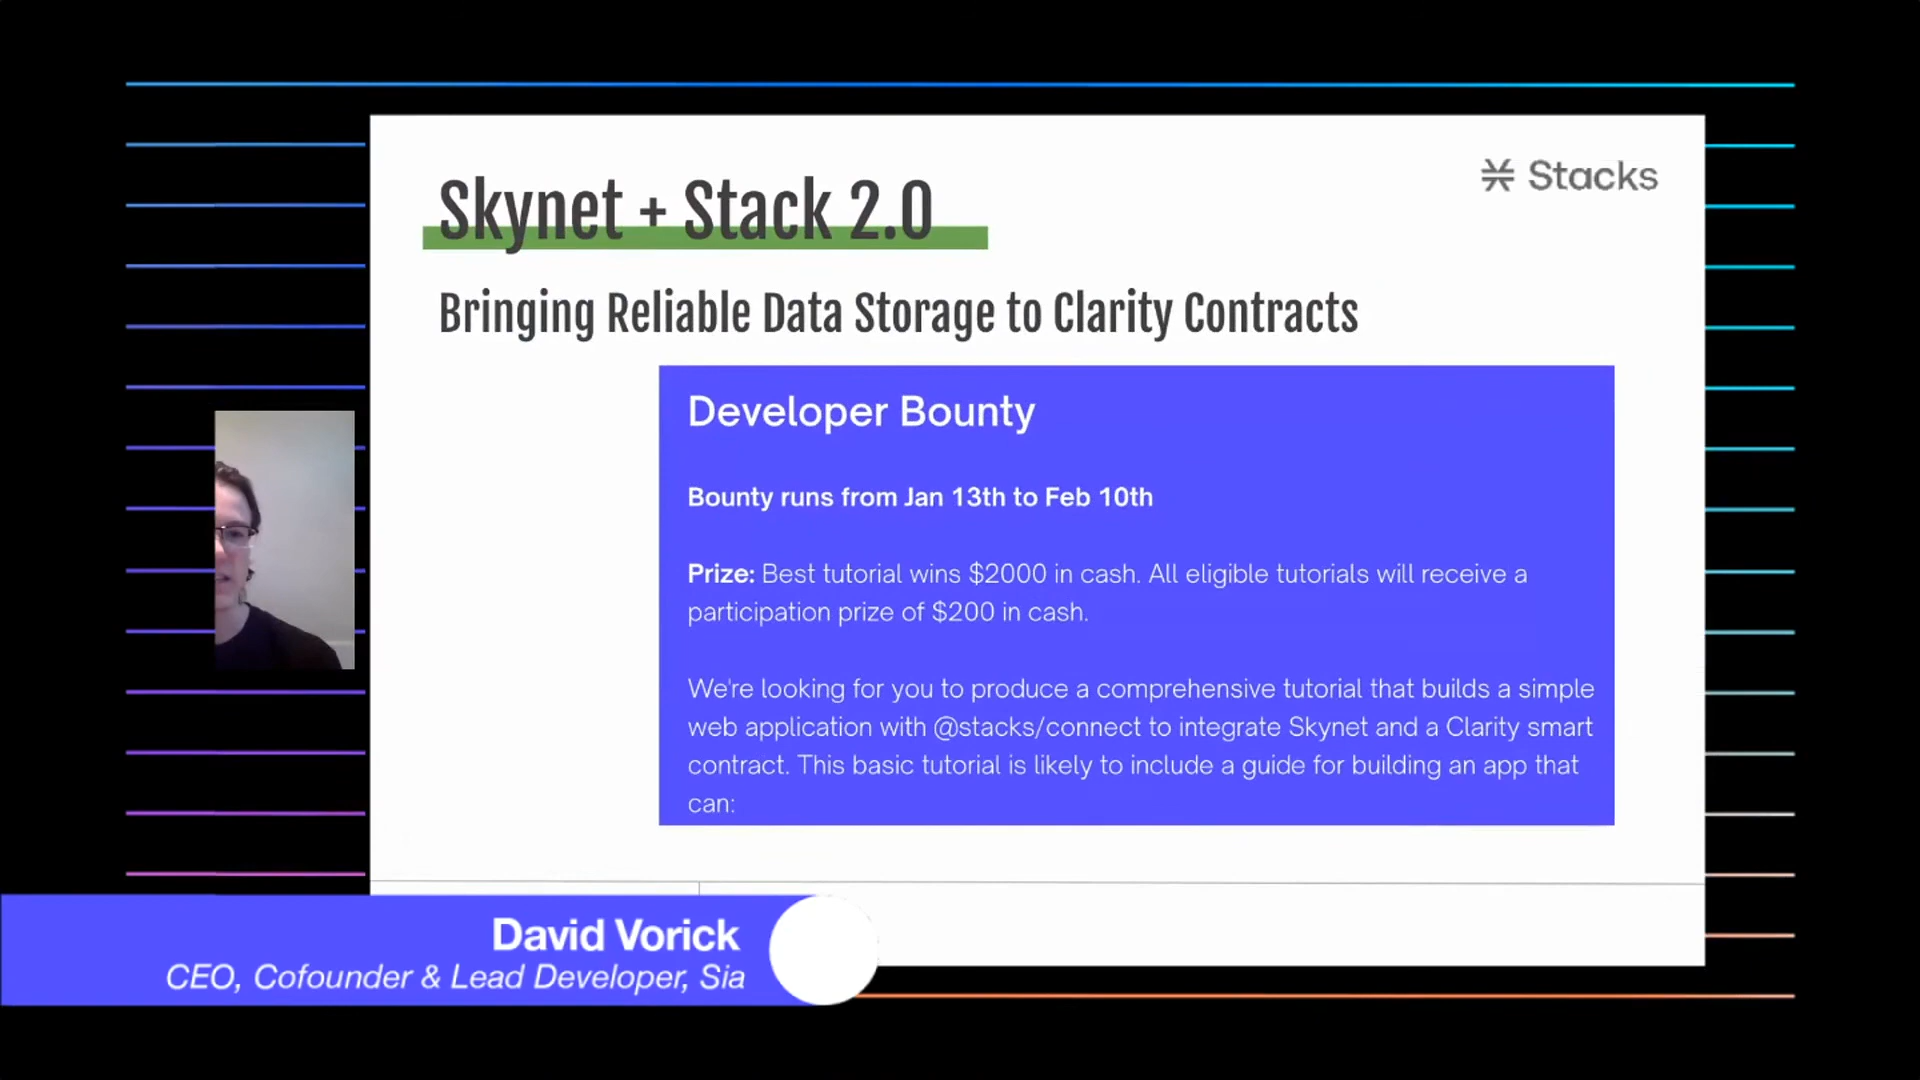 Stacks
Skynet + Stack 2.0
Bringing Reliable Data Storage to Clarity Contracts
Developer Bounty
Bounty runs from Jan 13th to Feb 10th
Prize: Best tutorial wins $2000 in cash. All eligible tutorials will receive a
participation prize of $200 in cash.
We're looking for you to produce a comprehensive tutorial that builds a simple
web application with @stacks/connect to integrate Skynet and a Clarity smart
contract. This basic tutorial is likely to include a guide for building an app that
can:
David Vorick
CEO, Cofounder & Lead Developer, Sia